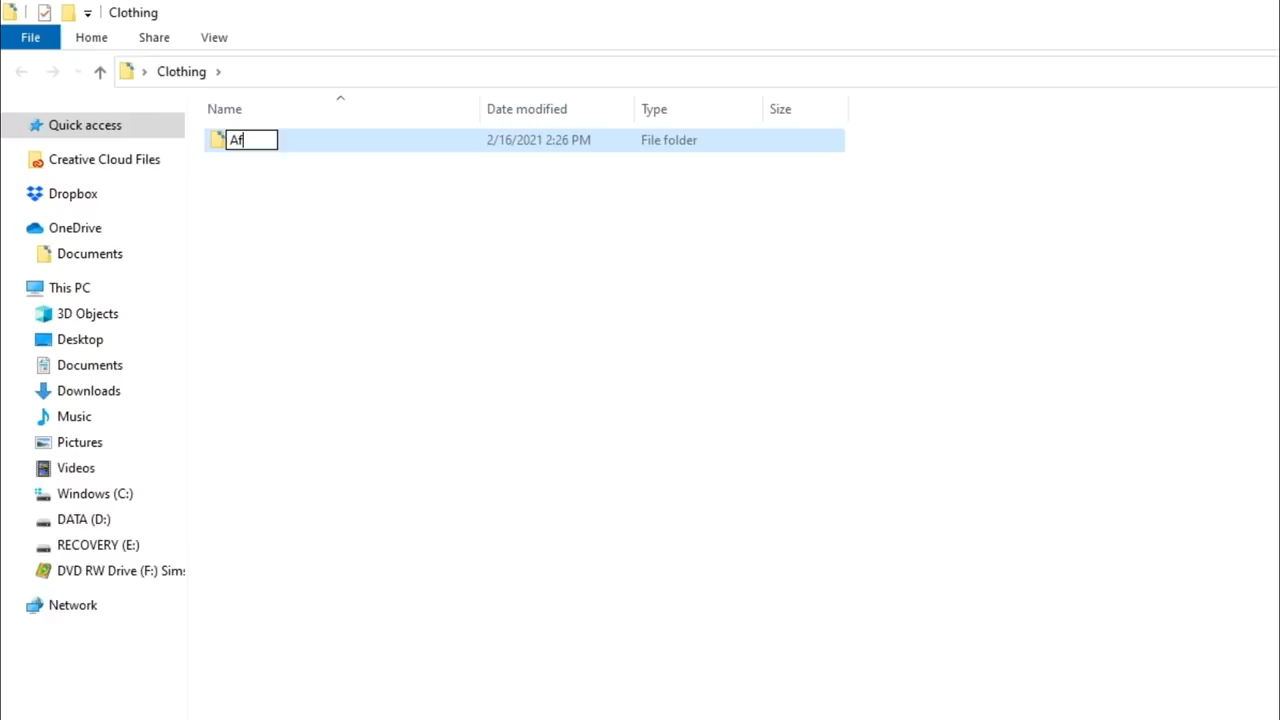 Clothing
File Home Share View
Clothing
Name Date modified Type Size
Af 2/16/2021 2:26 PM File folder
Quick access
Creative Cloud Files
Dropbox
OneDrive
Documents
This PC
3D Objects
Desktop
Documents
Downloads
Music
Pictures
Videos
Windows (C:)
DATA (D:)
RECOVERY (E:)
DVD RW Drive (F:) Sims
Network